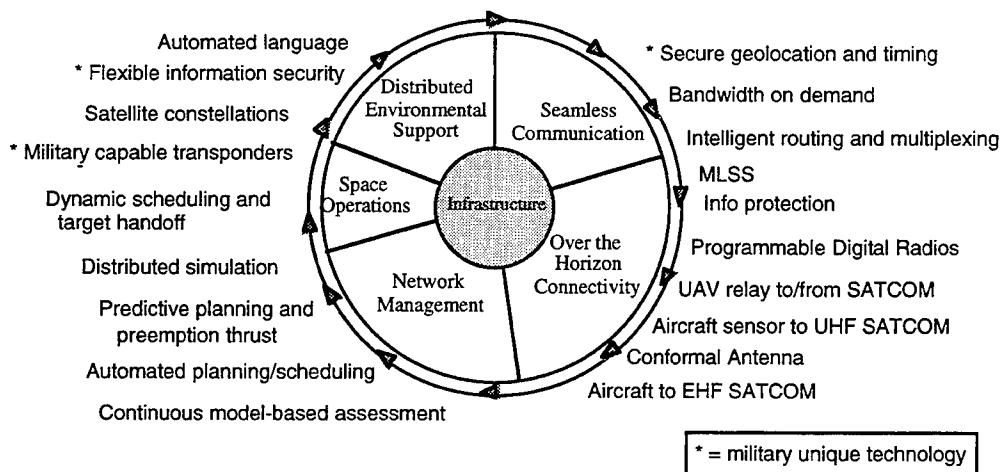 Automated language
* Flexible information security
Satellite constellations
* Military capable transponders
Dynamic scheduling and
target handoff
Distributed simulation
Predictive planning and
preemption thrust
Automated planning/scheduling
Continuous model-based assessment
Distributed
Environmental
Support
Seamless
Communication
Space
Operations
Infrastructure
Over the
Horizon
Connectivity
Network
Management
* Secure geolocation and timing
Bandwidth on demand
Intelligent routing and multiplexing
MLSS
Info protection
Programmable Digital Radios
UAV relay to/from SATCOM
Aircraft sensor to UHF SATCOM
Conformal Antenna
Aircraft to EHF SATCOM
* = military unique technology